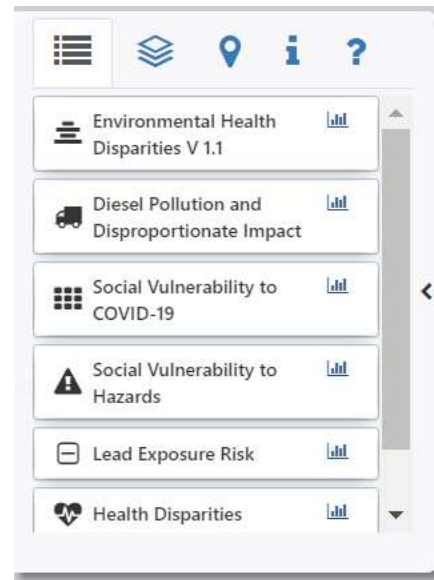 Environmental Health
Disparities V 1.1
Diesel Pollution and
Disproportionate Impact
Social Vulnerability to
COVID-19
Social Vulnerability to
Hazards
Lead Exposure Risk
Health Disparities